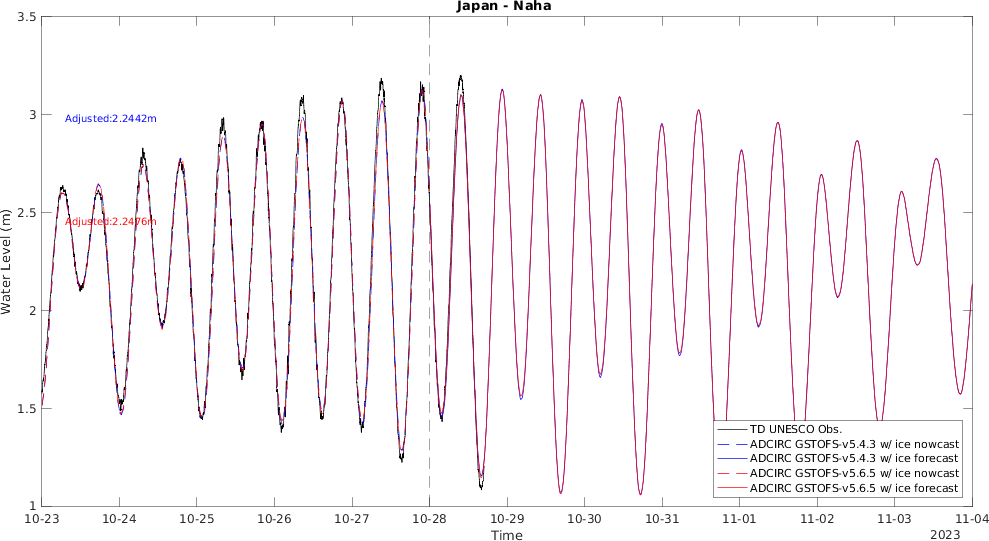 Japan - Naha
3.5
3
2.5
2
1.5
1
Water Level (m)
Adjusted:2.2442m
Adjusted:2.2476m
TD UNESCO Obs.
ADCIRC GSTOFS-v5.4.3 w/ ice nowcast
ADCIRC GSTOFS-v5.4.3 w/ ice forecast
ADCIRC GSTOFS-v5.6.5 w/ ice nowcast
ADCIRC GSTOFS-v5.6.5 w/ ice forecast
10-23 10-24 10-25 10-26 10-27 10-28 10-29 10-30 10-31 11-01 11-02 11-03 11-04
Time
2023